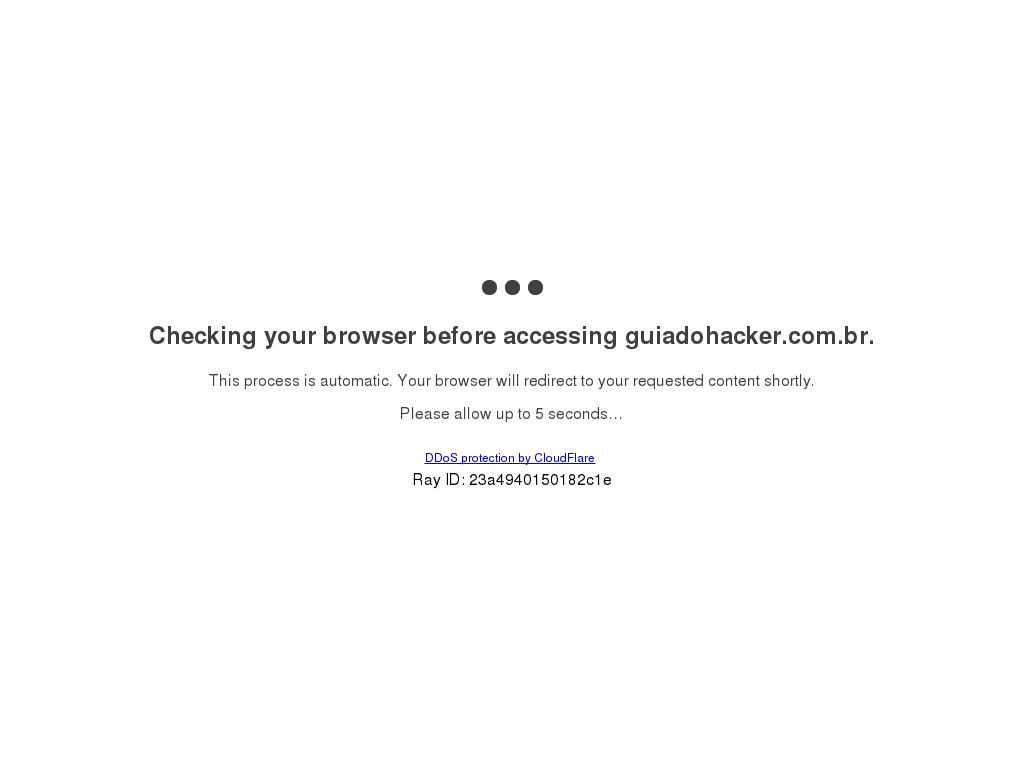 Checking your browser before accessing guiadohacker.com.br.
This process is automatic. Your browser will redirect to your requested content shortly.
Please allow up to 5 seconds...
DDoS protection by CloudFlare
Ray ID: 23a4940150182c1e